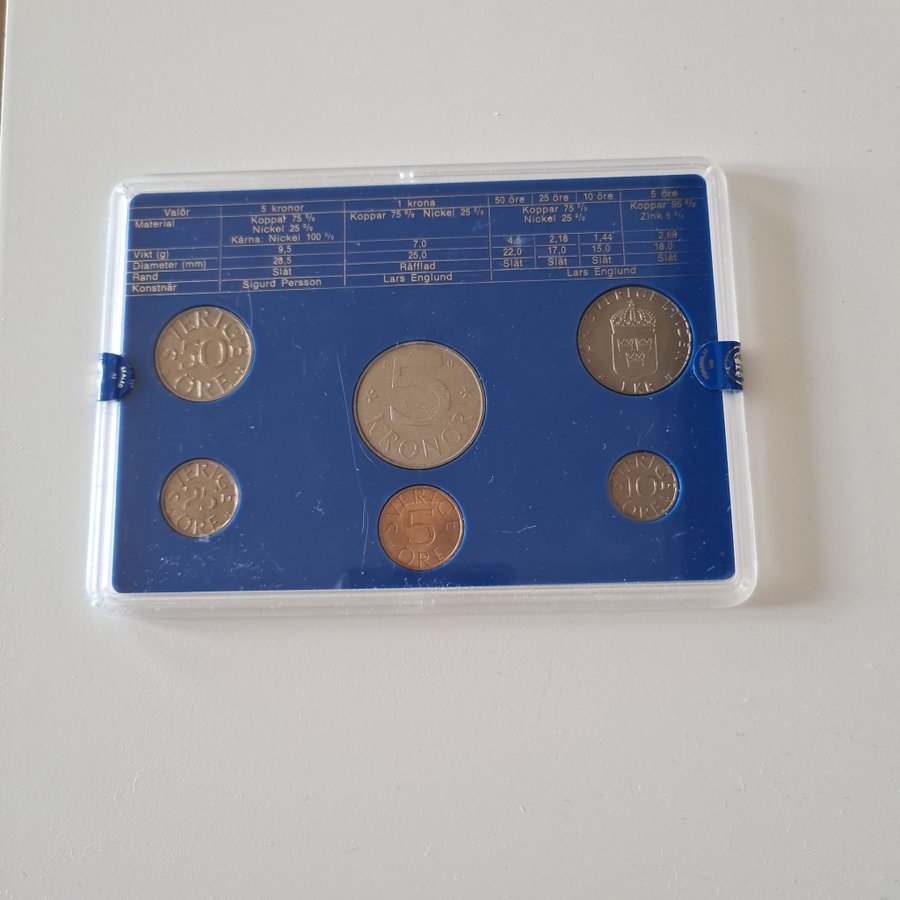 Valör 5 kronor 1 krona 50 öre 25 öre 10 öre 5 öre
Material Koppar 75 % Koppar 75 % Nickel 25 % Koppar 75 % Koppar 95 %
Nickel 25 % Nickel 25 % Zink 5 %
Kärna: Nickel 100 %
Vikt (g) 9,5 7,0 4,5 2,18 1,44 2,68
Diameter (mm) 28,5 25,0 22,0 17,0 15,0 18,0
Rand Slät Räfflad Slät Slät Slät Slät
Konstnär Sigurd Persson Lars Englund Lars Englund
SVERIGE
50
ÖRE
5
KRONOR
SVERIGE
1 KR
SVERIGE
25
ÖRE
SVERIGE
5
ÖRE
SVERIGE
10
ÖRE